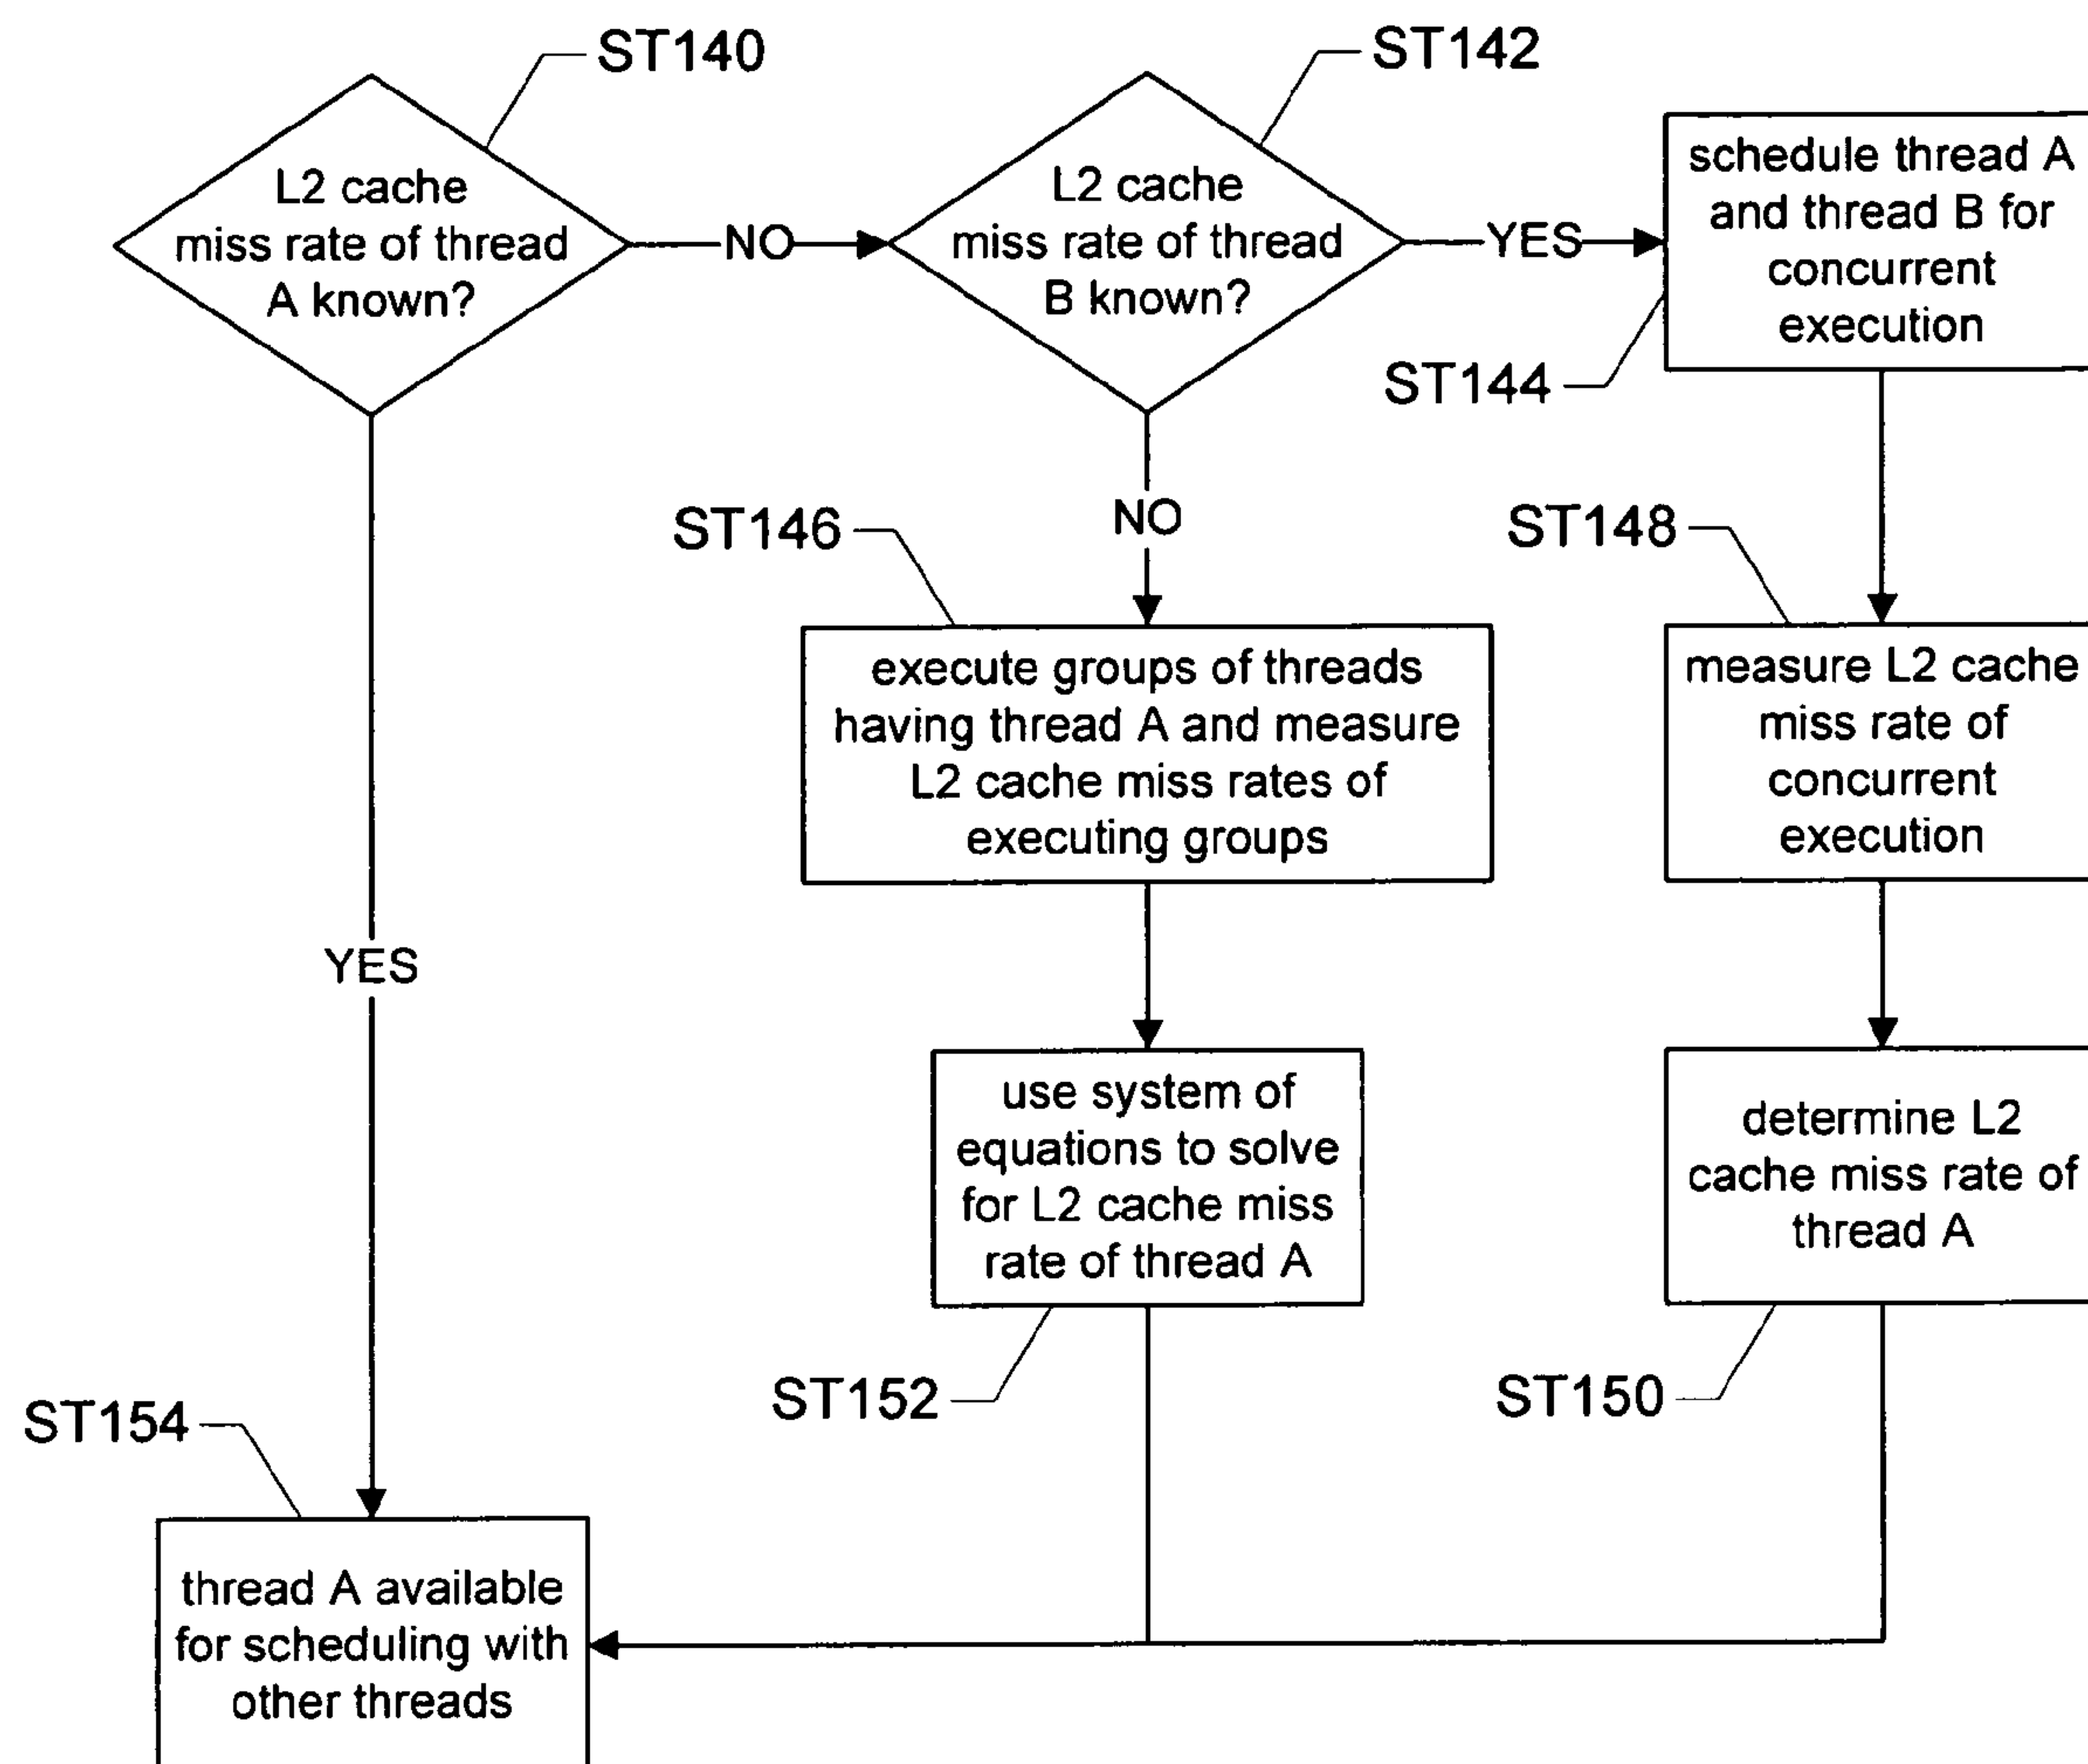 ST140
L2 cache
miss rate of thread
A known?
NO
ST142
L2 cache
miss rate of thread
B known?
YES
schedule thread A
and thread B for
concurrent
execution
ST144
NO
ST146
execute groups of threads
having thread A and measure
L2 cache miss rates of
executing groups
ST148
measure L2 cache
miss rate of
concurrent
execution
YES
use system of
equations to solve
for L2 cache miss
rate of thread A
ST152
determine L2
cache miss rate of
thread A
ST150
ST154
thread A available
for scheduling with
other threads